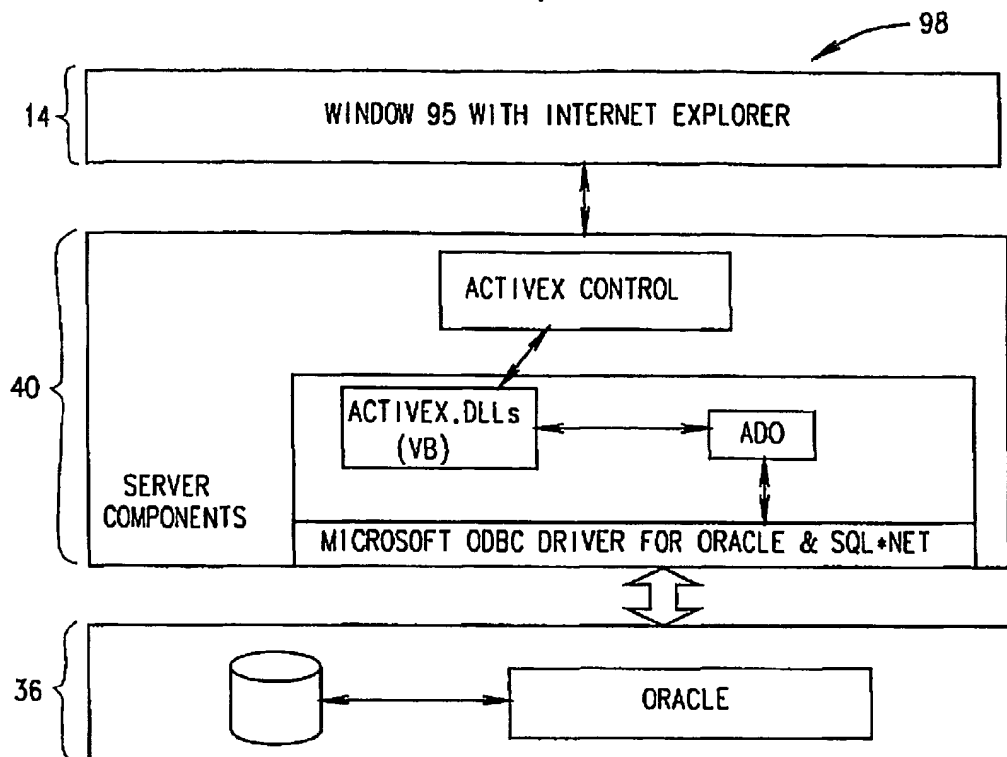 98
14
WINDOW 95 WITH INTERNET EXPLORER
ACTIVEX CONTROL
40
ACTIVEX.DLLs
(VB)
ADO
SERVER
COMPONENTS
MICROSOFT ODBC DRIVER FOR ORACLE & SQL*NET
36
ORACLE